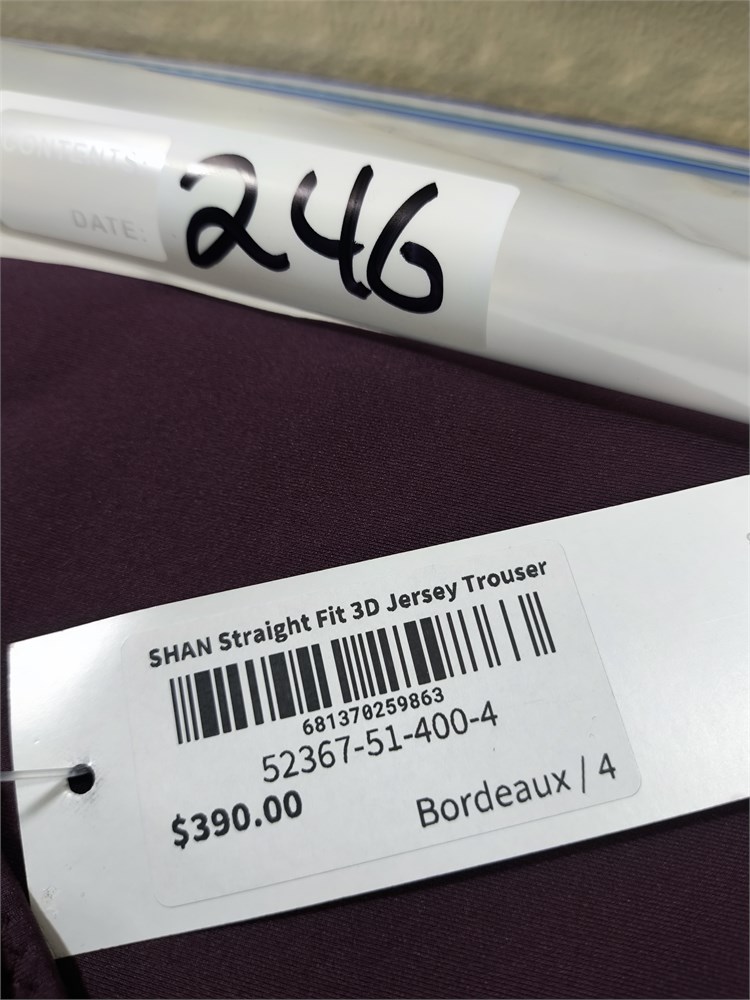 CONTENTS:
DATE:
246
SHAN Straight Fit 3D Jersey Trouser
681370259863
52367-51-400-4
$390.00
Bordeaux / 4